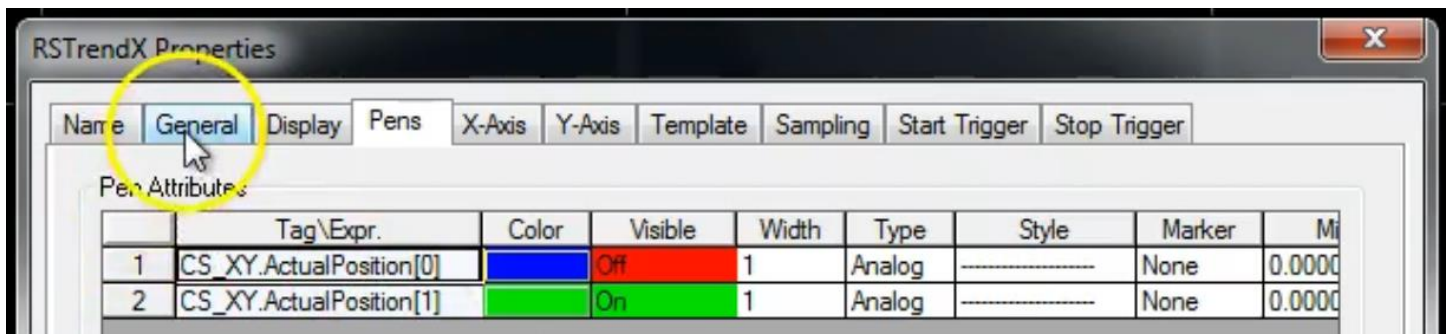 RSTrendX Properties
Name General Display Pens X-Axis Y-Axis Template Sampling Start Trigger Stop Trigger
Pen Attributes
Tag\Expr. Color Visible Width Type Style Marker Mi
1 CS_XY.ActualPosition[0] Off 1 Analog None 0.0000
2 CS_XY.ActualPosition[1] On 1 Analog None 0.0000